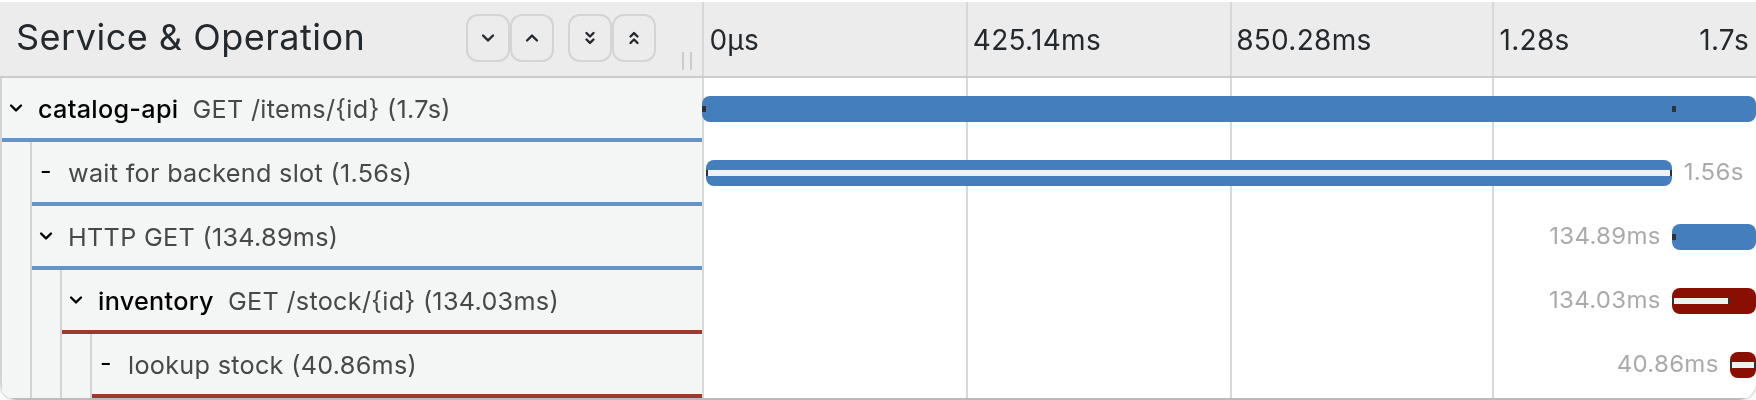 Service & Operation 0μs 425.14ms 850.28ms 1.28s 1.7s
catalog-api GET /items/{id} (1.7s)
wait for backend slot (1.56s) 1.56s
HTTP GET (134.89ms) 134.89ms
inventory GET /stock/{id} (134.03ms) 134.03ms
lookup stock (40.86ms) 40.86ms